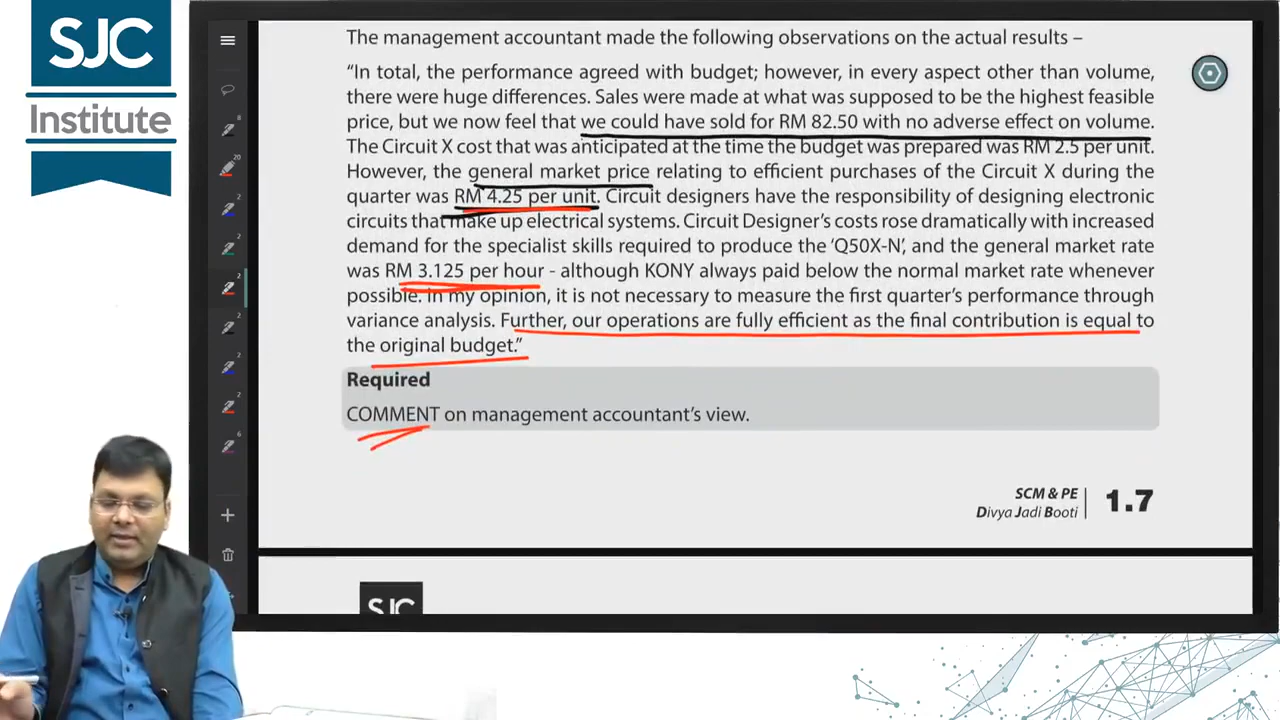 SJC
Institute
The management accountant made the following observations on the actual results –
“In total, the performance agreed with budget; however, in every aspect other than volume,
there were huge differences. Sales were made at what was supposed to be the highest feasible
price, but we now feel that we could have sold for RM 82.50 with no adverse effect on volume.
The Circuit X cost that was anticipated at the time the budget was prepared was RM 2.5 per unit.
However, the general market price relating to efficient purchases of the Circuit X during the
quarter was RM 4.25 per unit. Circuit designers have the responsibility of designing electronic
circuits that make up electrical systems. Circuit Designer’s costs rose dramatically with increased
demand for the specialist skills required to produce the ‘Q50X-N’, and the general market rate
was RM 3.125 per hour - although KONY always paid below the normal market rate whenever
possible. In my opinion, it is not necessary to measure the first quarter’s performance through
variance analysis. Further, our operations are fully efficient as the final contribution is equal to
the original budget.”
Required
COMMENT on management accountant’s view.
SCM & PE
Divya Jadi Booti
1.7
SJC
8
20
2
2
2
2
2
2
6